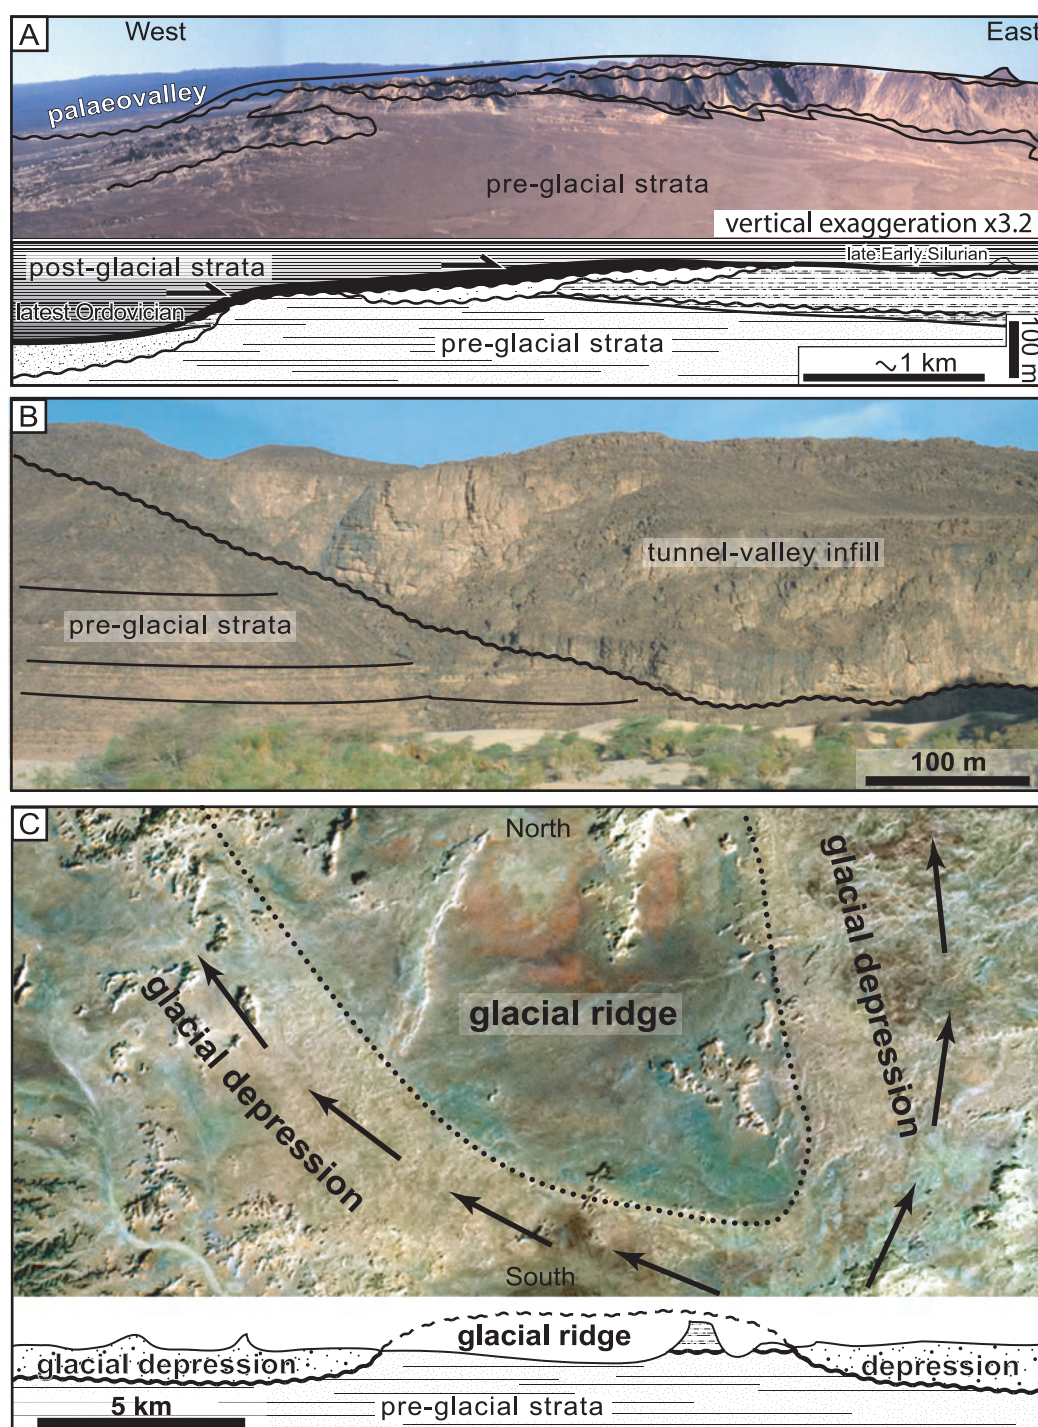 A
West
East
palaeovalley
pre-glacial strata
vertical exaggeration x3.2
late Early Silurian
post-glacial strata
latest Ordovician
pre-glacial strata
~1 km
100 m
B
tunnel-valley infill
pre-glacial strata
100 m
C
North
glacial depression
glacial ridge
glacial depression
South
glacial ridge
glacial depression
depression
5 km
pre-glacial strata